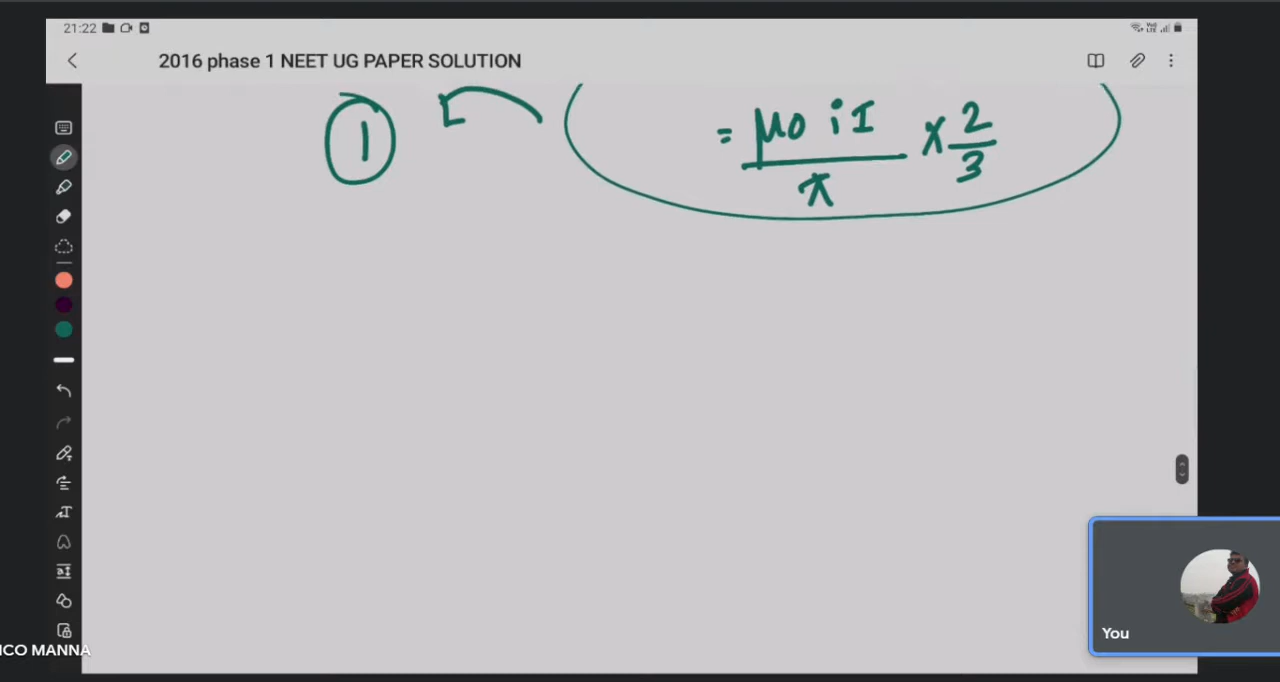 21:22
2016 phase 1 NEET UG PAPER SOLUTION
1
= μ0 i I / π × 2/3
You
ICO MANNA